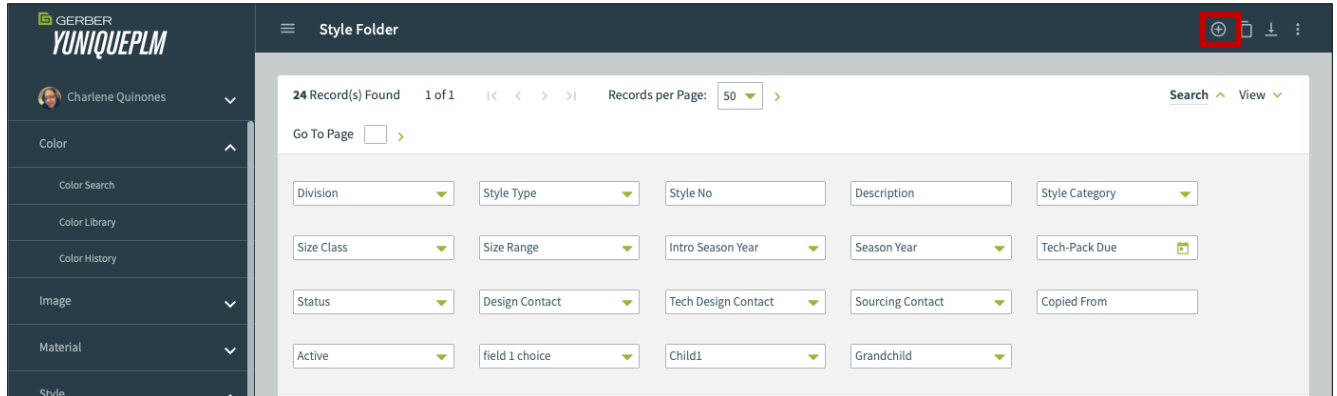 GERBER
YUNIQUEPLM
Style Folder
Charlene Quinones
Color
Color Search
Color Library
Color History
Image
Material
Style
24 Record(s) Found 1 of 1 Records per Page: 50 Search View
Go To Page
Division Style Type Style No Description Style Category
Size Class Size Range Intro Season Year Season Year Tech-Pack Due
Status Design Contact Tech Design Contact Sourcing Contact Copied From
Active field 1 choice Child1 Grandchild